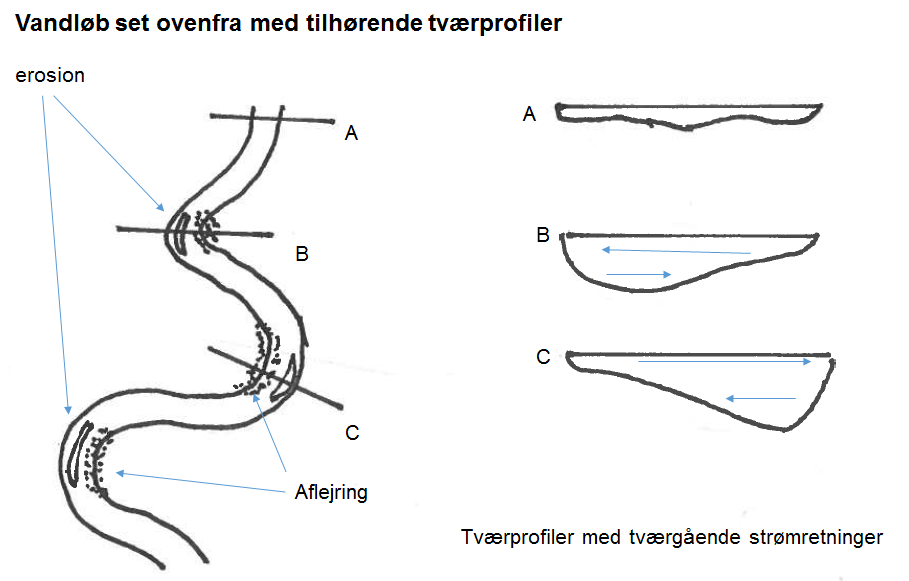 Vandløb set ovenfra med tilhørende tværprofiler
erosion
A
B
C
Aflejring
A
B
C
Tværprofiler med tværgående strømretninger